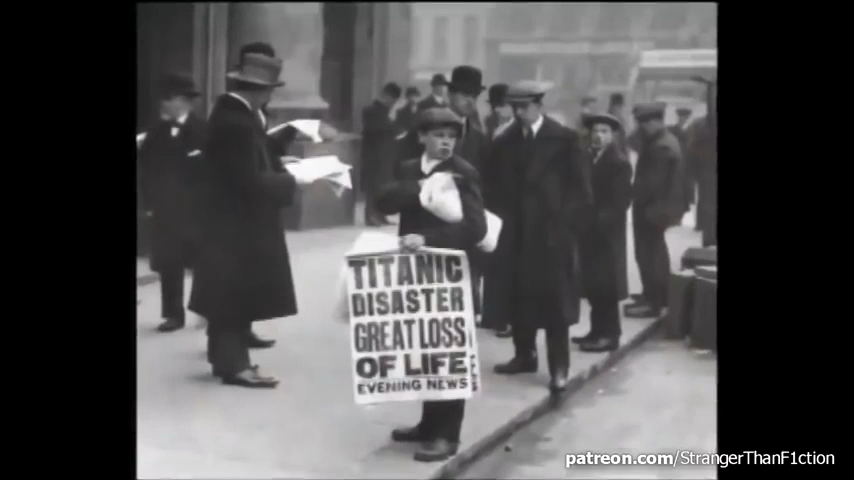 TITANIC
DISASTER
GREAT LOSS
OF LIFE
EVENING NEWS
patreon.com/StrangerThanF1ction